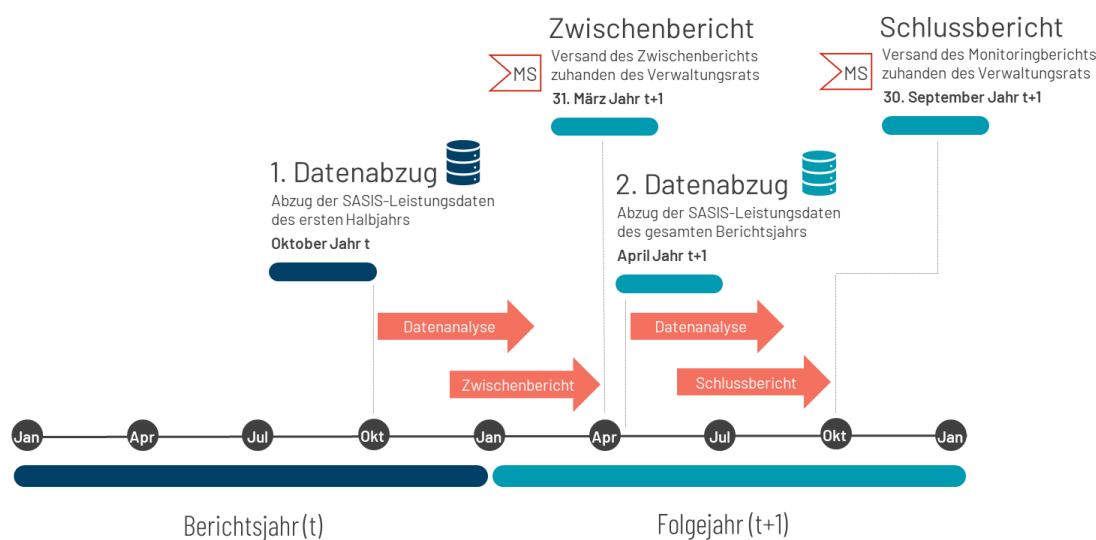 Zwischenbericht
MS
Versand des Zwischenberichts
zuhanden des Verwaltungsrats
31. März Jahr t+1
Schlussbericht
MS
Versand des Monitoringberichts
zuhanden des Verwaltungsrats
30. September Jahr t+1
1. Datenabzug
Abzug der SASIS-Leistungsdaten
des ersten Halbjahrs
Oktober Jahr t
2. Datenabzug
Abzug der SASIS-Leistungsdaten
des gesamten Berichtsjahrs
April Jahr t+1
Datenanalyse
Zwischenbericht
Datenanalyse
Schlussbericht
Jan
Apr
Jul
Okt
Jan
Apr
Jul
Okt
Jan
Berichtsjahr (t)
Folgejahr (t+1)